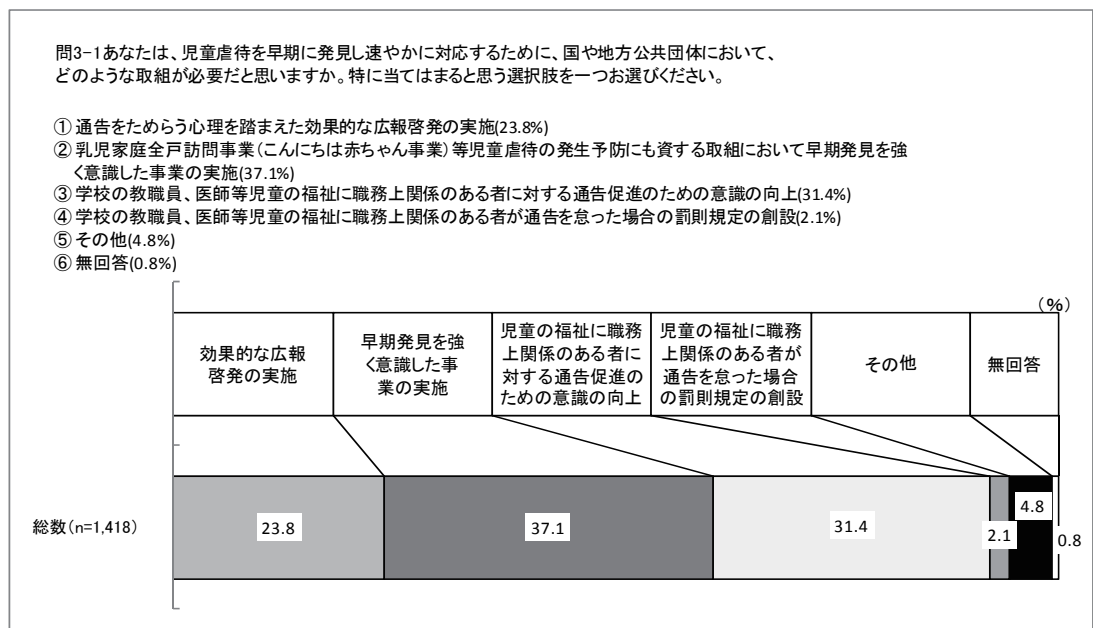 問3-1あなたは、児童虐待を早期に発見し速やかに対応するために、国や地方公共団体において、
どのような取組が必要だと思いますか。特に当てはまると思う選択肢を一つお選びください。
① 通告をためらう心理を踏まえた効果的な広報啓発の実施(23.8%)
② 乳児家庭全戸訪問事業(こんにちは赤ちゃん事業)等児童虐待の発生予防にも資する取組において早期発見を強
く意識した事業の実施(37.1%)
③ 学校の教職員、医師等児童の福祉に職務上関係のある者に対する通告促進のための意識の向上(31.4%)
④ 学校の教職員、医師等児童の福祉に職務上関係のある者が通告を怠った場合の罰則規定の創設(2.1%)
⑤ その他(4.8%)
⑥ 無回答(0.8%)
(%)
効果的な広報
啓発の実施
早期発見を強
く意識した事
業の実施
児童の福祉に職務
上関係のある者に
対する通告促進の
ための意識の向上
児童の福祉に職務
上関係のある者が
通告を怠った場合
の罰則規定の創設
その他
無回答
総数(n=1,418)
23.8
37.1
31.4
2.1
4.8
0.8